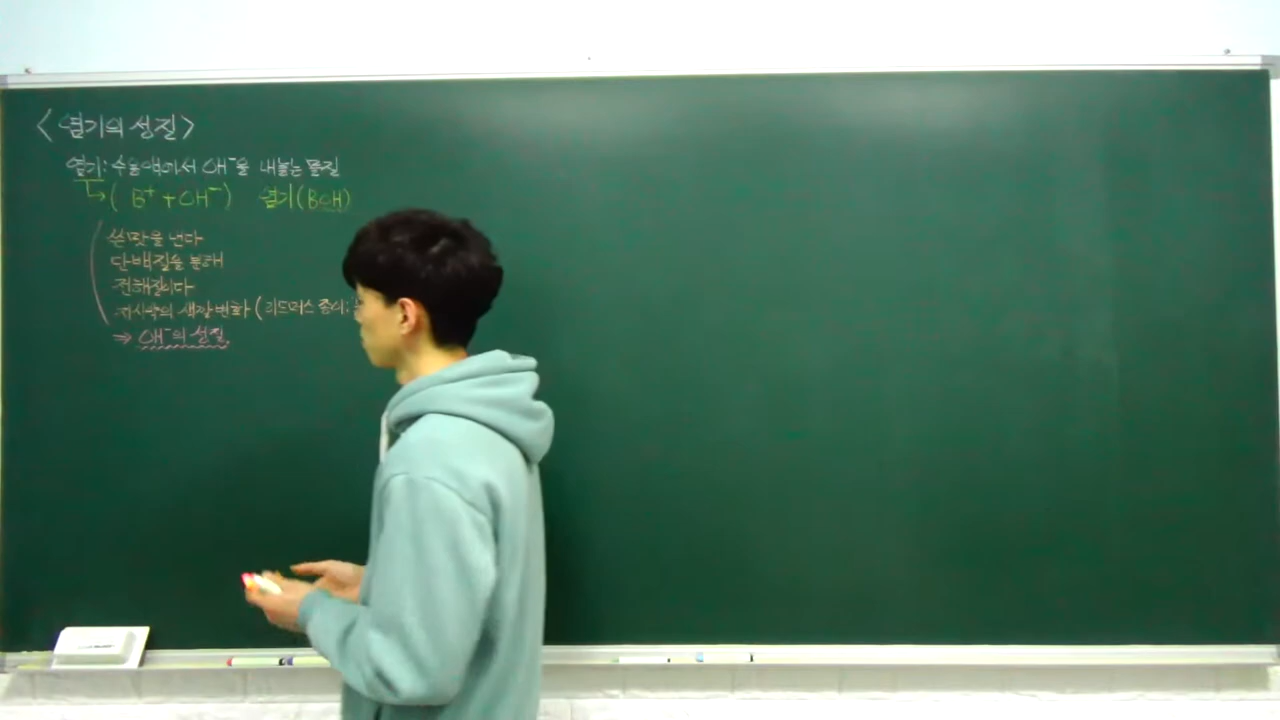 <염기의 성질>
염기: 수용액에서 OH⁻을 내놓는 물질
↳( B⁺ + OH⁻ ) 염기(BOH)
쓴맛을 낸다
단백질을 분해
전해질이다
지시약의 색깔 변화 (리트머스 종이:
⇒ OH⁻의 성질.